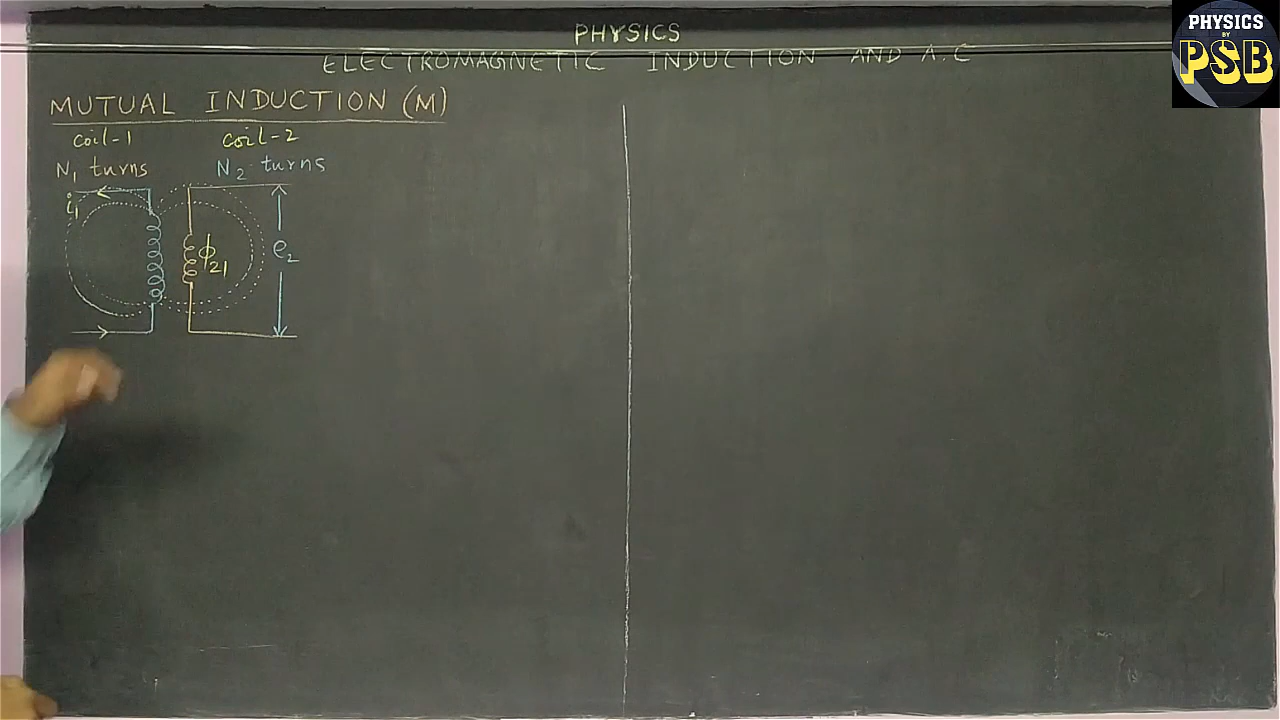 PHYSICS
ELECTROMAGNETIC INDUCTION AND A.C
PHYSICS
BY
PSB
MUTUAL INDUCTION (M)
coil-1 coil-2
N₁ turns N₂ turns
i₁
ϕ₂₁
e₂